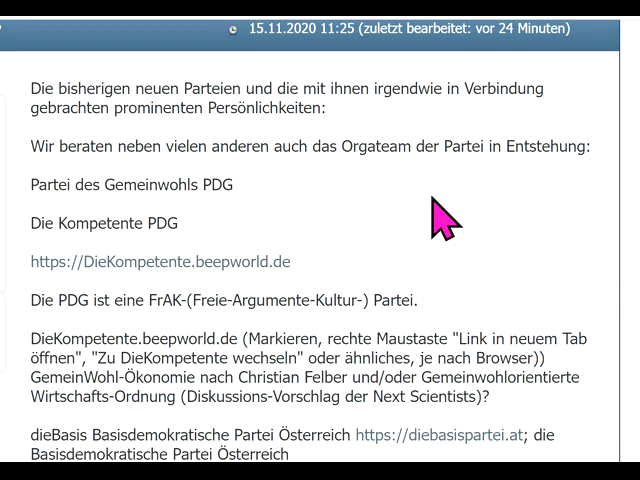 15.11.2020 11:25 (zuletzt bearbeitet: vor 24 Minuten)
Die bisherigen neuen Parteien und die mit ihnen irgendwie in Verbindung
gebrachten prominenten Persönlichkeiten:
Wir beraten neben vielen anderen auch das Orgateam der Partei in Entstehung:
Partei des Gemeinwohls PDG
Die Kompetente PDG
https://DieKompetente.beepworld.de
Die PDG ist eine FrAK-(Freie-Argumente-Kultur-) Partei.
DieKompetente.beepworld.de (Markieren, rechte Maustaste "Link in neuem Tab
öffnen", "Zu DieKompetente wechseln" oder ähnliches, je nach Browser))
GemeinWohl-Ökonomie nach Christian Felber und/oder Gemeinwohlorientierte
Wirtschafts-Ordnung (Diskussions-Vorschlag der Next Scientists)?
dieBasis Basisdemokratische Partei Österreich https://diebasispartei.at; die
Basisdemokratische Partei Österreich